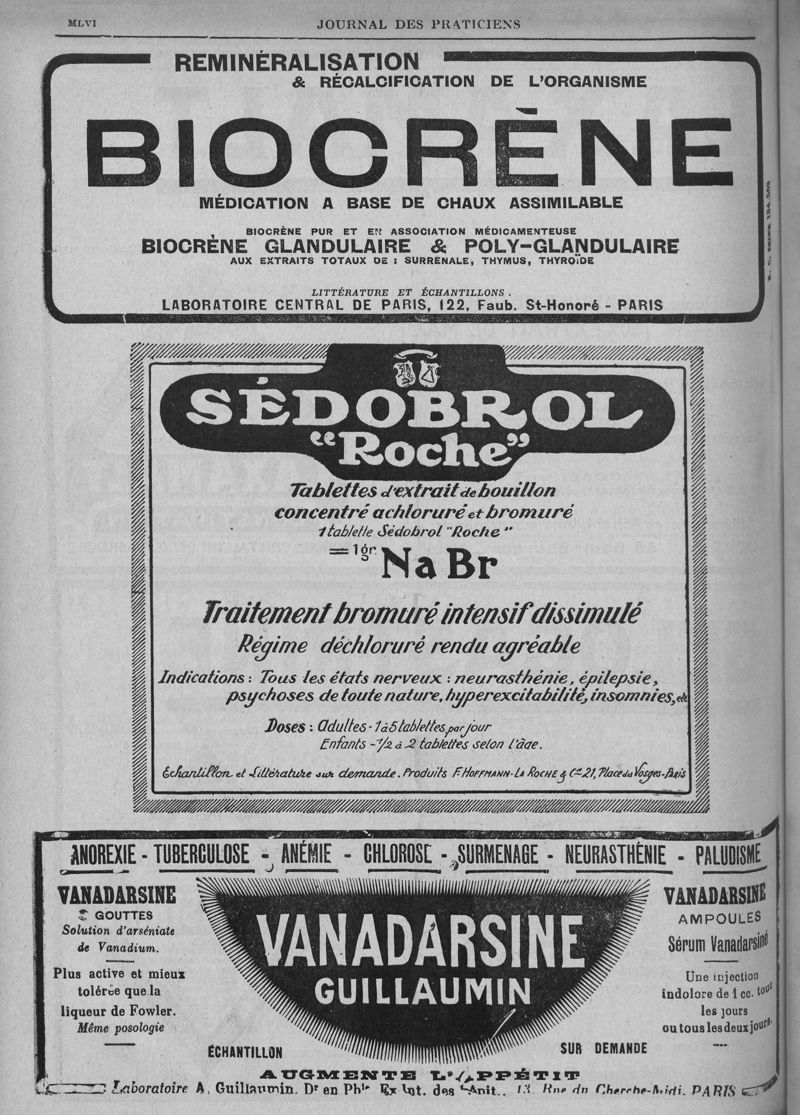 MLVI
JOURNAL DES PRATICIENS
REMINÉRALISATION
& RÉCALCIFICATION DE L'ORGANISME
BIOCRÈNE
MÉDICATION A BASE DE CHAUX ASSIMILABLE
BIOCRÈNE PUR ET EN ASSOCIATION MÉDICAMENTEUSE
BIOCRÈNE GLANDULAIRE & POLY-GLANDULAIRE
AUX EXTRAITS TOTAUX DE : SURRÉNALE, THYMUS, THYROÏDE
LITTÉRATURE ET ÉCHANTILLONS.
LABORATOIRE CENTRAL DE PARIS, 122, Faub. St-Honoré - PARIS
SÉDOBROL
"Roche"
Tablettes d'extrait de bouillon
concentré achloruré et bromuré
1 tablette Sédobrol "Roche"
= 1gr. Na Br
Traitement bromuré intensif dissimulé
Régime déchloruré rendu agréable
Indications : Tous les états nerveux : neurasthénie, épilepsie,
psychoses de toute nature, hyperexcitabilité, insomnies, etc
Doses : Adultes - 1 à 5 tablettes par jour
Enfants - ½ à 2 tablettes selon l'âge.
Echantillon et Littérature sur demande. Produits F. HOFFMANN-LA ROCHE & Cie 21, Place des Vosges-Paris
ANOREXIE - TUBERCULOSE - ANÉMIE - CHLOROSE - SURMENAGE - NEURASTHÉNIE - PALUDISME
VANADARSINE
GOUTTES
Solution d'arséniate
de Vanadium.
Plus active et mieux
tolérée que la
liqueur de Fowler.
Même posologie
VANADARSINE
GUILLAUMIN
VANADARSINE
AMPOULES
Sérum Vanadarsiné
Une injection
indolore de 1 cc. tous
les jours
ou tous les deux jours.
ÉCHANTILLON
SUR DEMANDE
AUGMENTE L'APPÉTIT
Laboratoire A. Guillaumin. Dr en Phie Ex Int. des 13, Rue du Cherche-Midi, PARIS